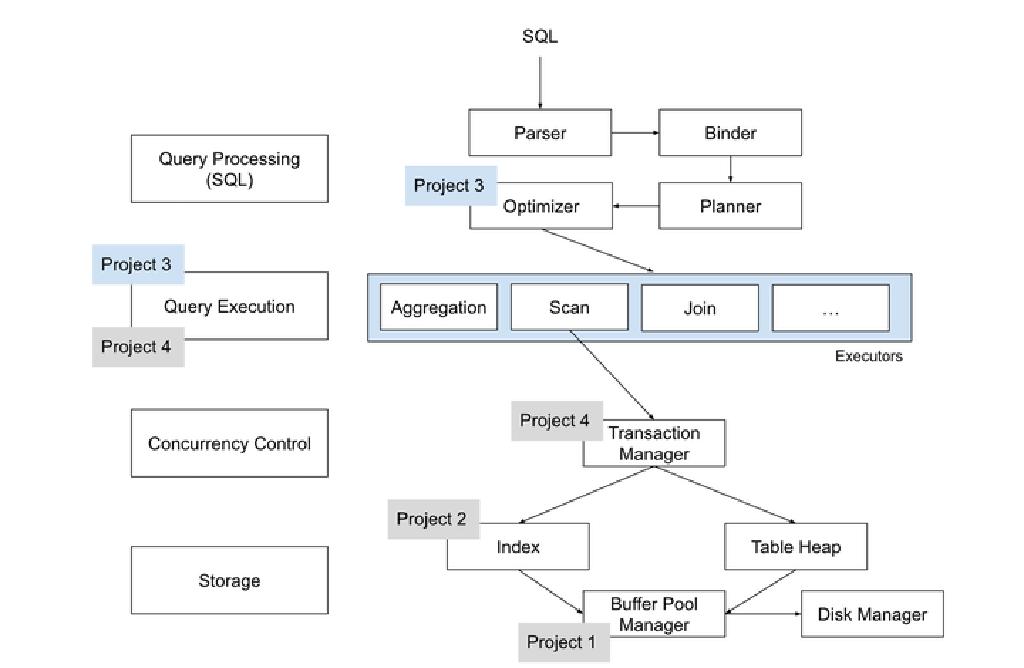 SQL
Parser
Binder
Query Processing
(SQL)
Project 3
Optimizer
Planner
Project 3
Query Execution
Project 4
Aggregation
Scan
Join
...
Executors
Project 4
Transaction
Manager
Concurrency Control
Project 2
Index
Table Heap
Storage
Buffer Pool
Manager
Disk Manager
Project 1